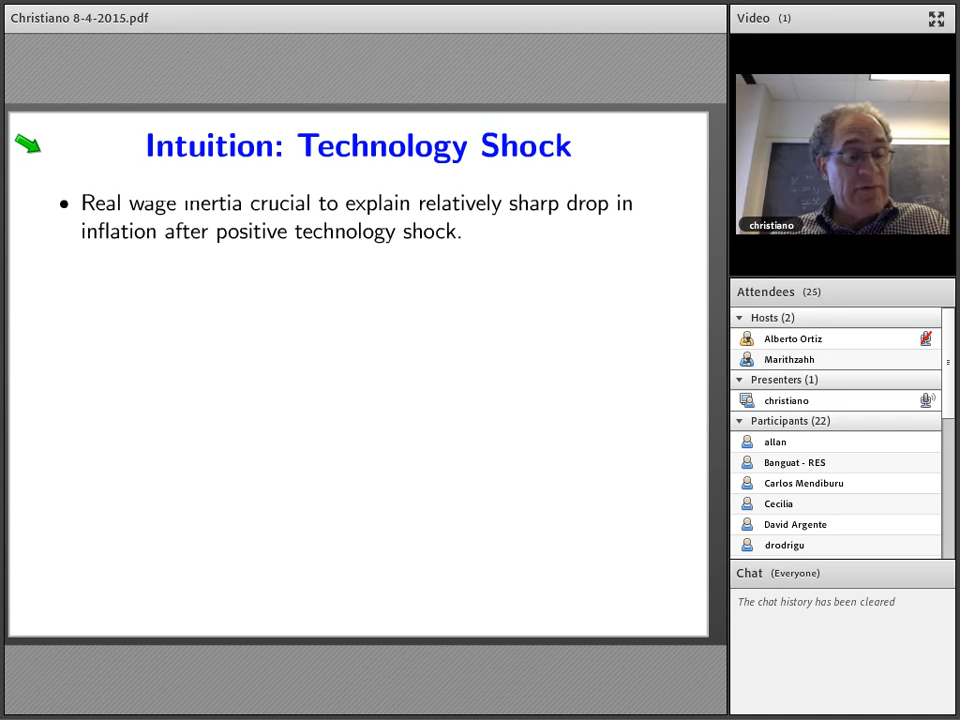 Christiano 8-4-2015.pdf
Intuition: Technology Shock
• Real wage inertia crucial to explain relatively sharp drop in
inflation after positive technology shock.
Video (1)
christiano
Attendees (25)
Hosts (2)
Alberto Ortiz
Marithzahh
Presenters (1)
christiano
Participants (22)
allan
Banguat - RES
Carlos Mendiburu
Cecilia
David Argente
drodrigu
Chat (Everyone)
The chat history has been cleared